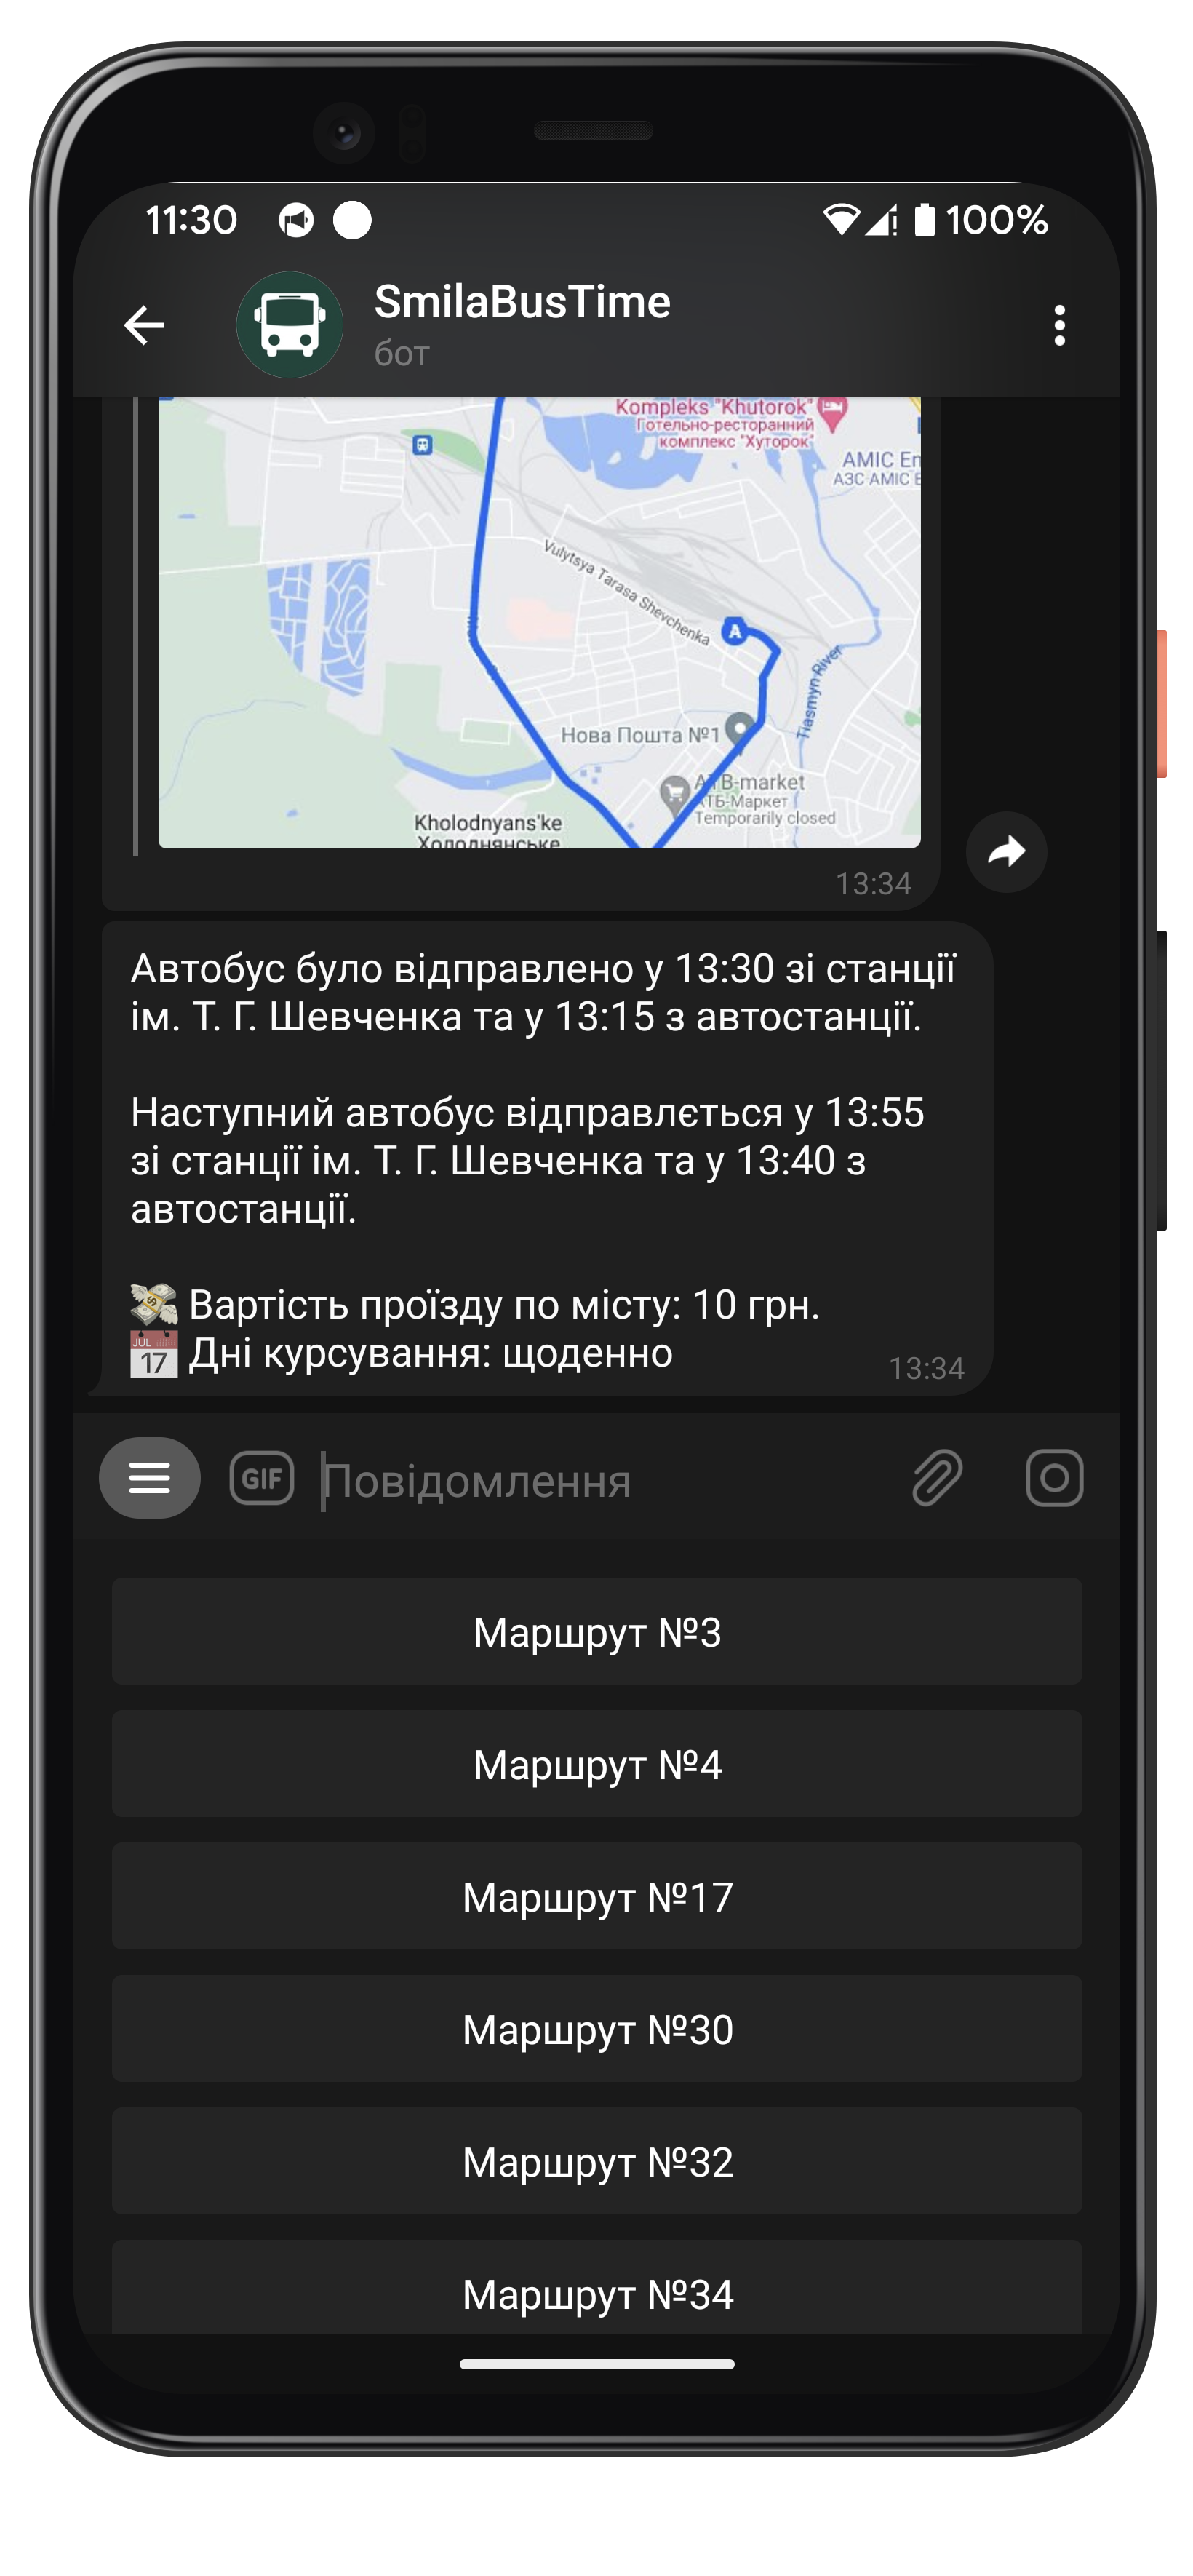 11:30
100%
SmilaBusTime
бот
Kompleks "Khutorok"
Готельно-ресторанний
комплекс "Хуторок"
AMIC En
АЗС AMIC E
Vulytsya Tarasa Shevchenka
A
Tiasmyn River
Нова Пошта №1
ATB-market
АТБ-Маркет
Temporarily closed
Kholodnyans'ke
Холоднянське
13:34
Автобус було відправлено у 13:30 зі станції
ім. Т. Г. Шевченка та у 13:15 з автостанції.
Наступний автобус відправлється у 13:55
зі станції ім. Т. Г. Шевченка та у 13:40 з
автостанції.
💸 Вартість проїзду по місту: 10 грн.
📅 Дні курсування: щоденно
13:34
GIF
Повідомлення
Маршрут №3
Маршрут №4
Маршрут №17
Маршрут №30
Маршрут №32
Маршрут №34